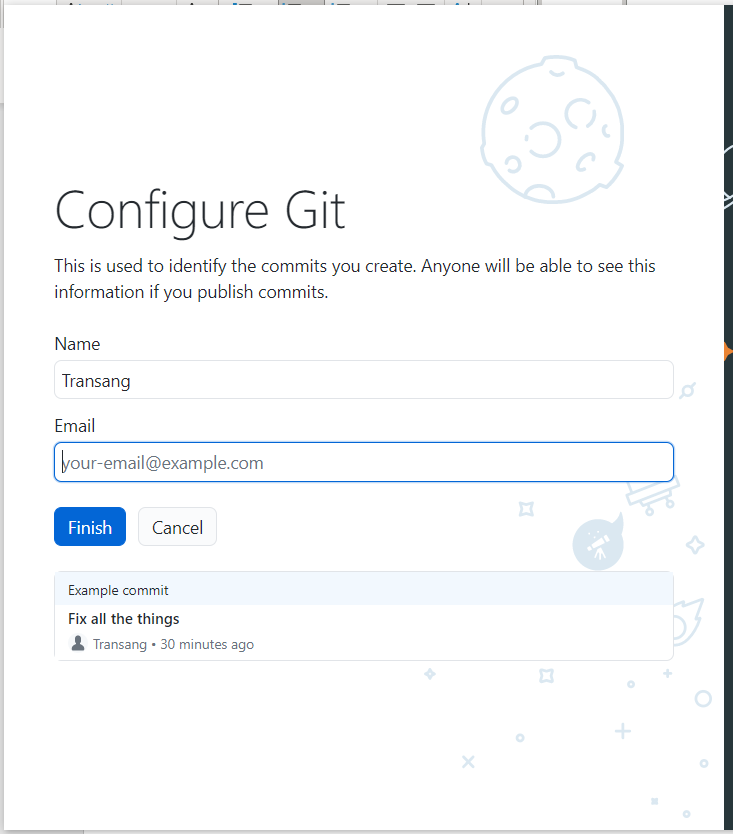 Configure Git
This is used to identify the commits you create. Anyone will be able to see this
information if you publish commits.
Name
Transang
Email
your-email@example.com
Finish
Cancel
Example commit
Fix all the things
Transang • 30 minutes ago